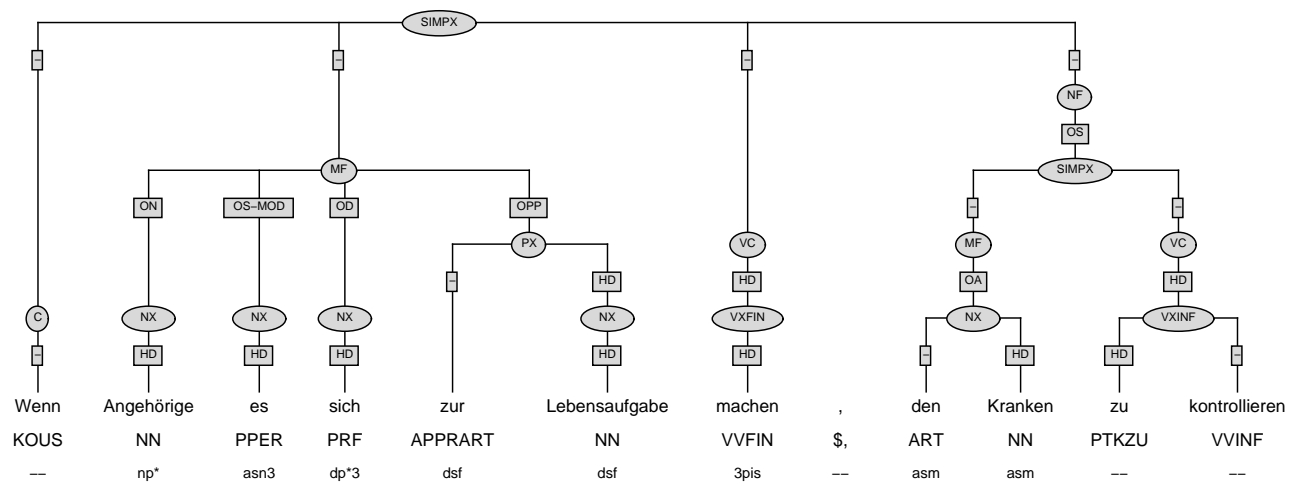 SIMPX
– – – –
NF
OS
MF SIMPX
ON OS–MOD OD OPP – –
PX VC MF VC
– HD HD OA HD
C NX NX NX NX VXFIN NX VXINF
– HD HD HD HD HD – HD HD –
Wenn Angehörige es sich zur Lebensaufgabe machen , den Kranken zu kontrollieren
KOUS NN PPER PRF APPRART NN VVFIN $, ART NN PTKZU VVINF
–– np* asn3 dp*3 dsf dsf 3pis –– asm asm –– ––